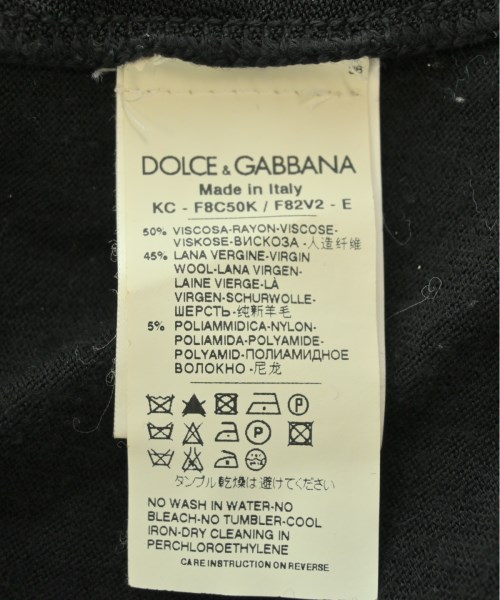 DOLCE & GABBANA
Made in Italy
KC - F8C50K / F82V2 - E
50% VISCOSA-RAYON-VISCOSE-
VISKOSE-ВИСКОЗА-人造纤维
45% LANA VERGINE-VIRGIN
WOOL-LANA VIRGEN-
LAINE VIERGE-LÀ
VIRGEN-SCHURWOLLE-
ШЕРСТЬ-纯新羊毛
5% POLIAMMIDICA-NYLON-
POLIAMIDA-POLYAMIDE-
POLYAMID-ПОЛИАМИДНОЕ
ВОЛОКНО-尼龙
P
P
タンブル乾燥は避けてください
NO WASH IN WATER-NO
BLEACH-NO TUMBLER-COOL
IRON-DRY CLEANING IN
PERCHLOROETHYLENE
CARE INSTRUCTION ON REVERSE